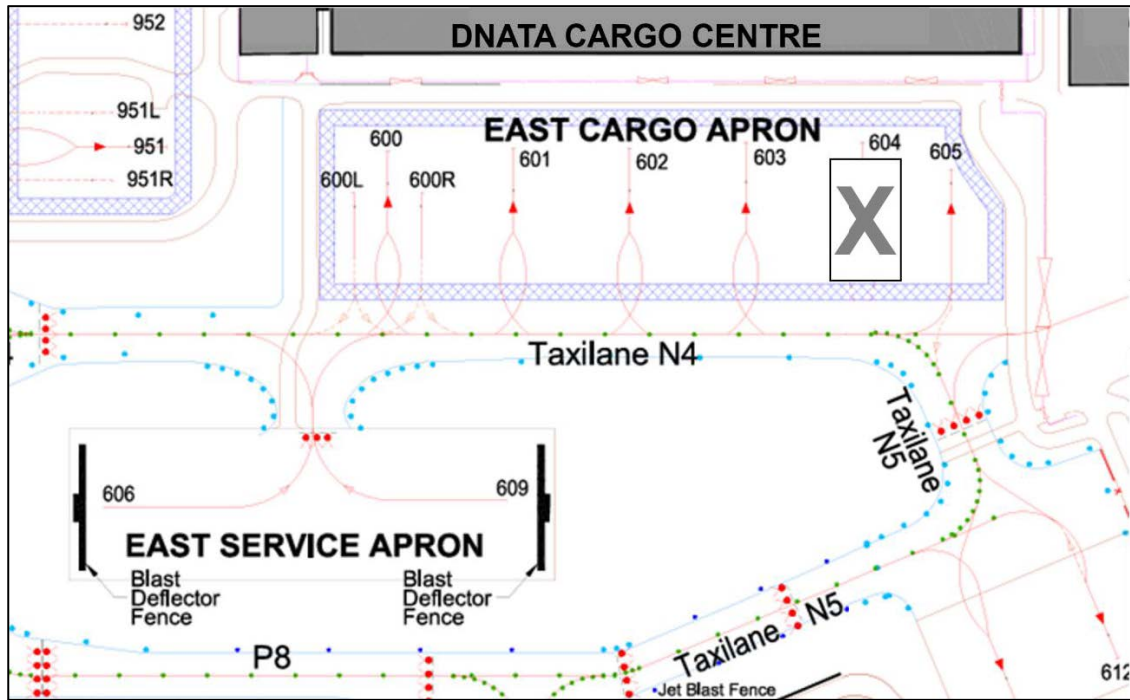 952
DNATA CARGO CENTRE
951L
951
951R
EAST CARGO APRON
600
601
602
603
604
605
600L
600R
X
Taxilane N4
Taxilane
N5
606
609
EAST SERVICE APRON
Blast
Deflector
Fence
Blast
Deflector
Fence
P8
Taxilane N5
Jet Blast Fence
612